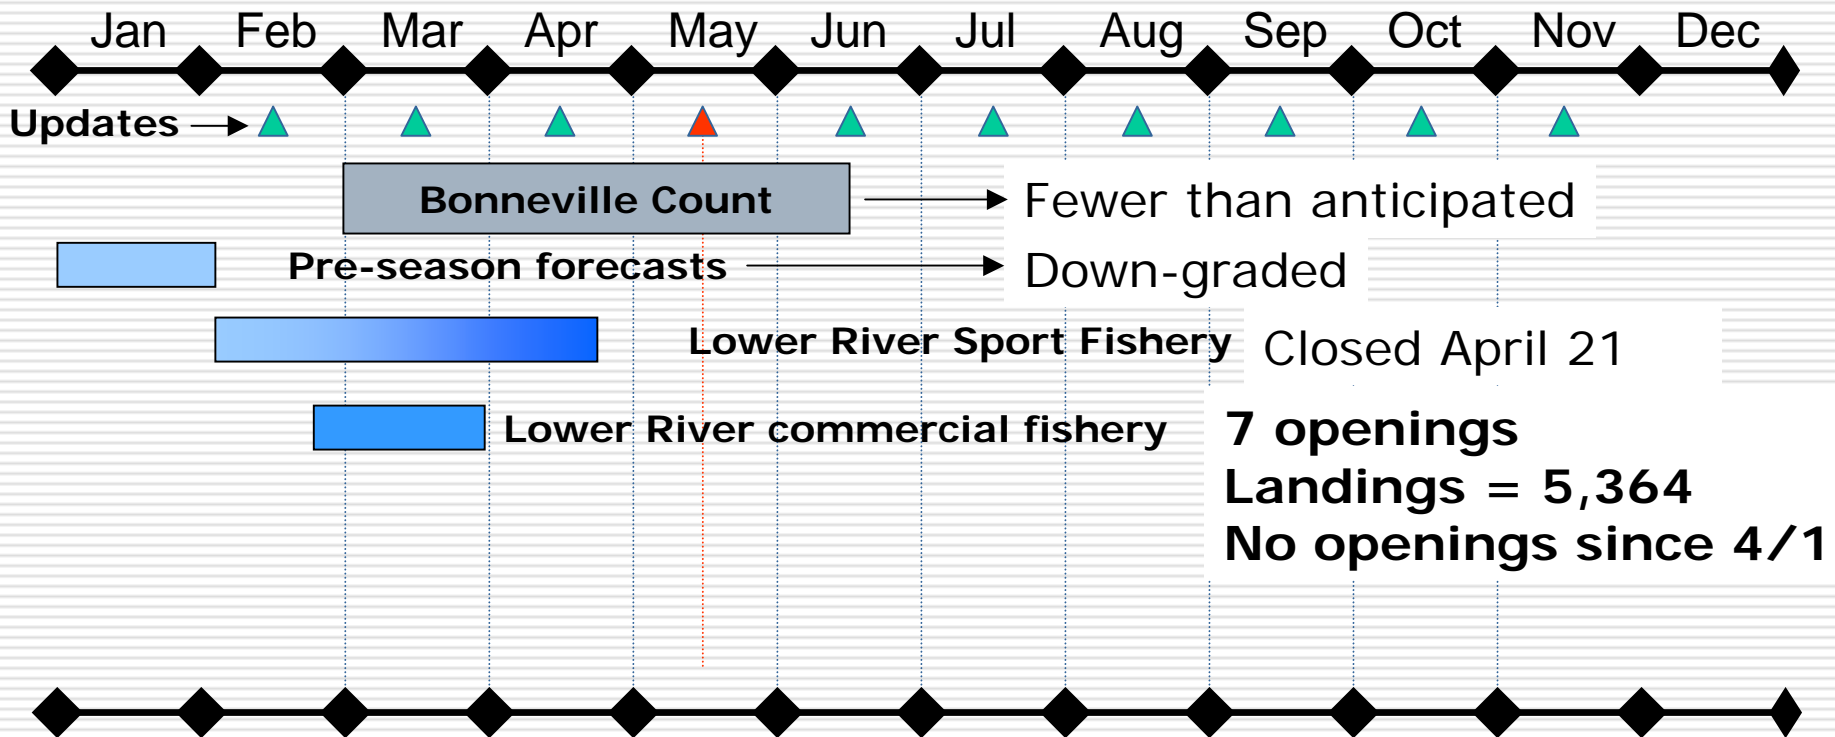 Jan Feb Mar Apr May Jun Jul Aug Sep Oct Nov Dec
Updates
Bonneville Count
Fewer than anticipated
Pre-season forecasts
Down-graded
Lower River Sport Fishery
Closed April 21
Lower River commercial fishery
7 openings
Landings = 5,364
No openings since 4/1